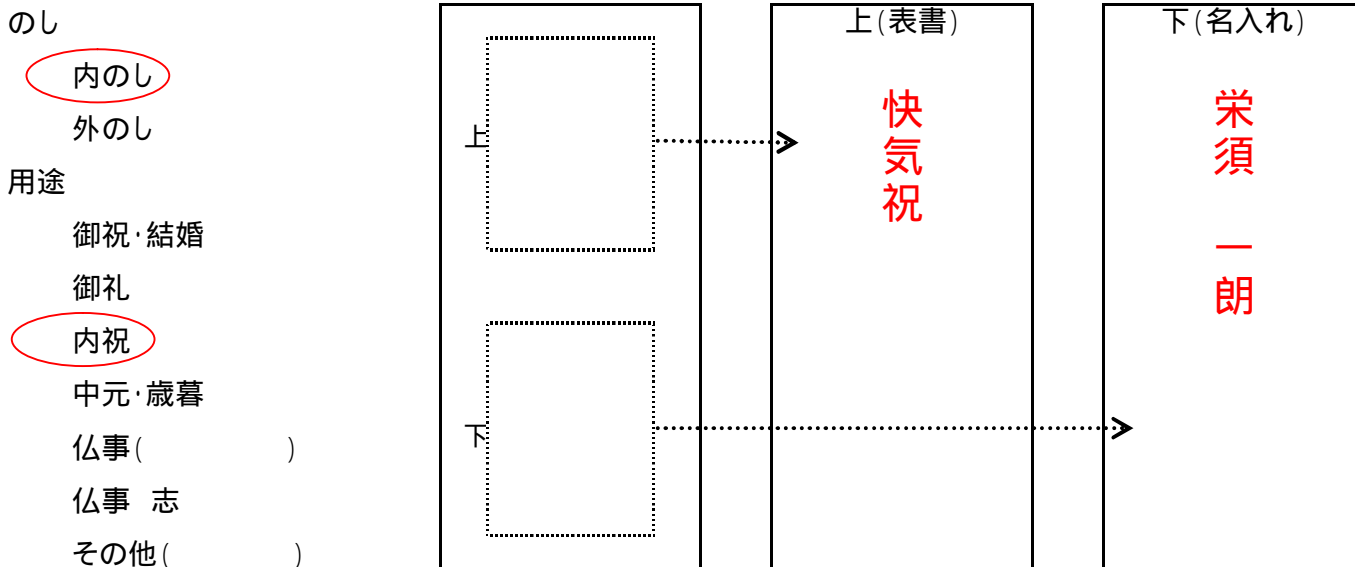 のし
内のし
外のし
用途
御祝・結婚
御礼
内祝
中元・歳暮
仏事(　　　　)
仏事 志
その他(　　　　)
上
下
上(表書)
快気祝
下(名入れ)
栄須 一朗